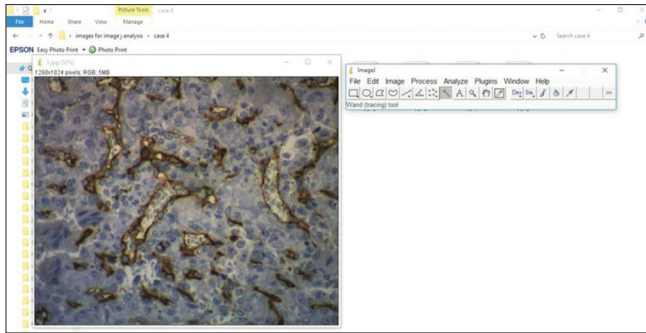 Picture Tools case 4
File Home Share View Manage
images for image j analysis > case 4
Search case 4
EPSON Easy Photo Print Photo Print
1280x1024 pixels; RGB; 5MB
ImageJ
File Edit Image Process Analyze Plugins Window Help
Dev Stk
Wand (tracing) tool